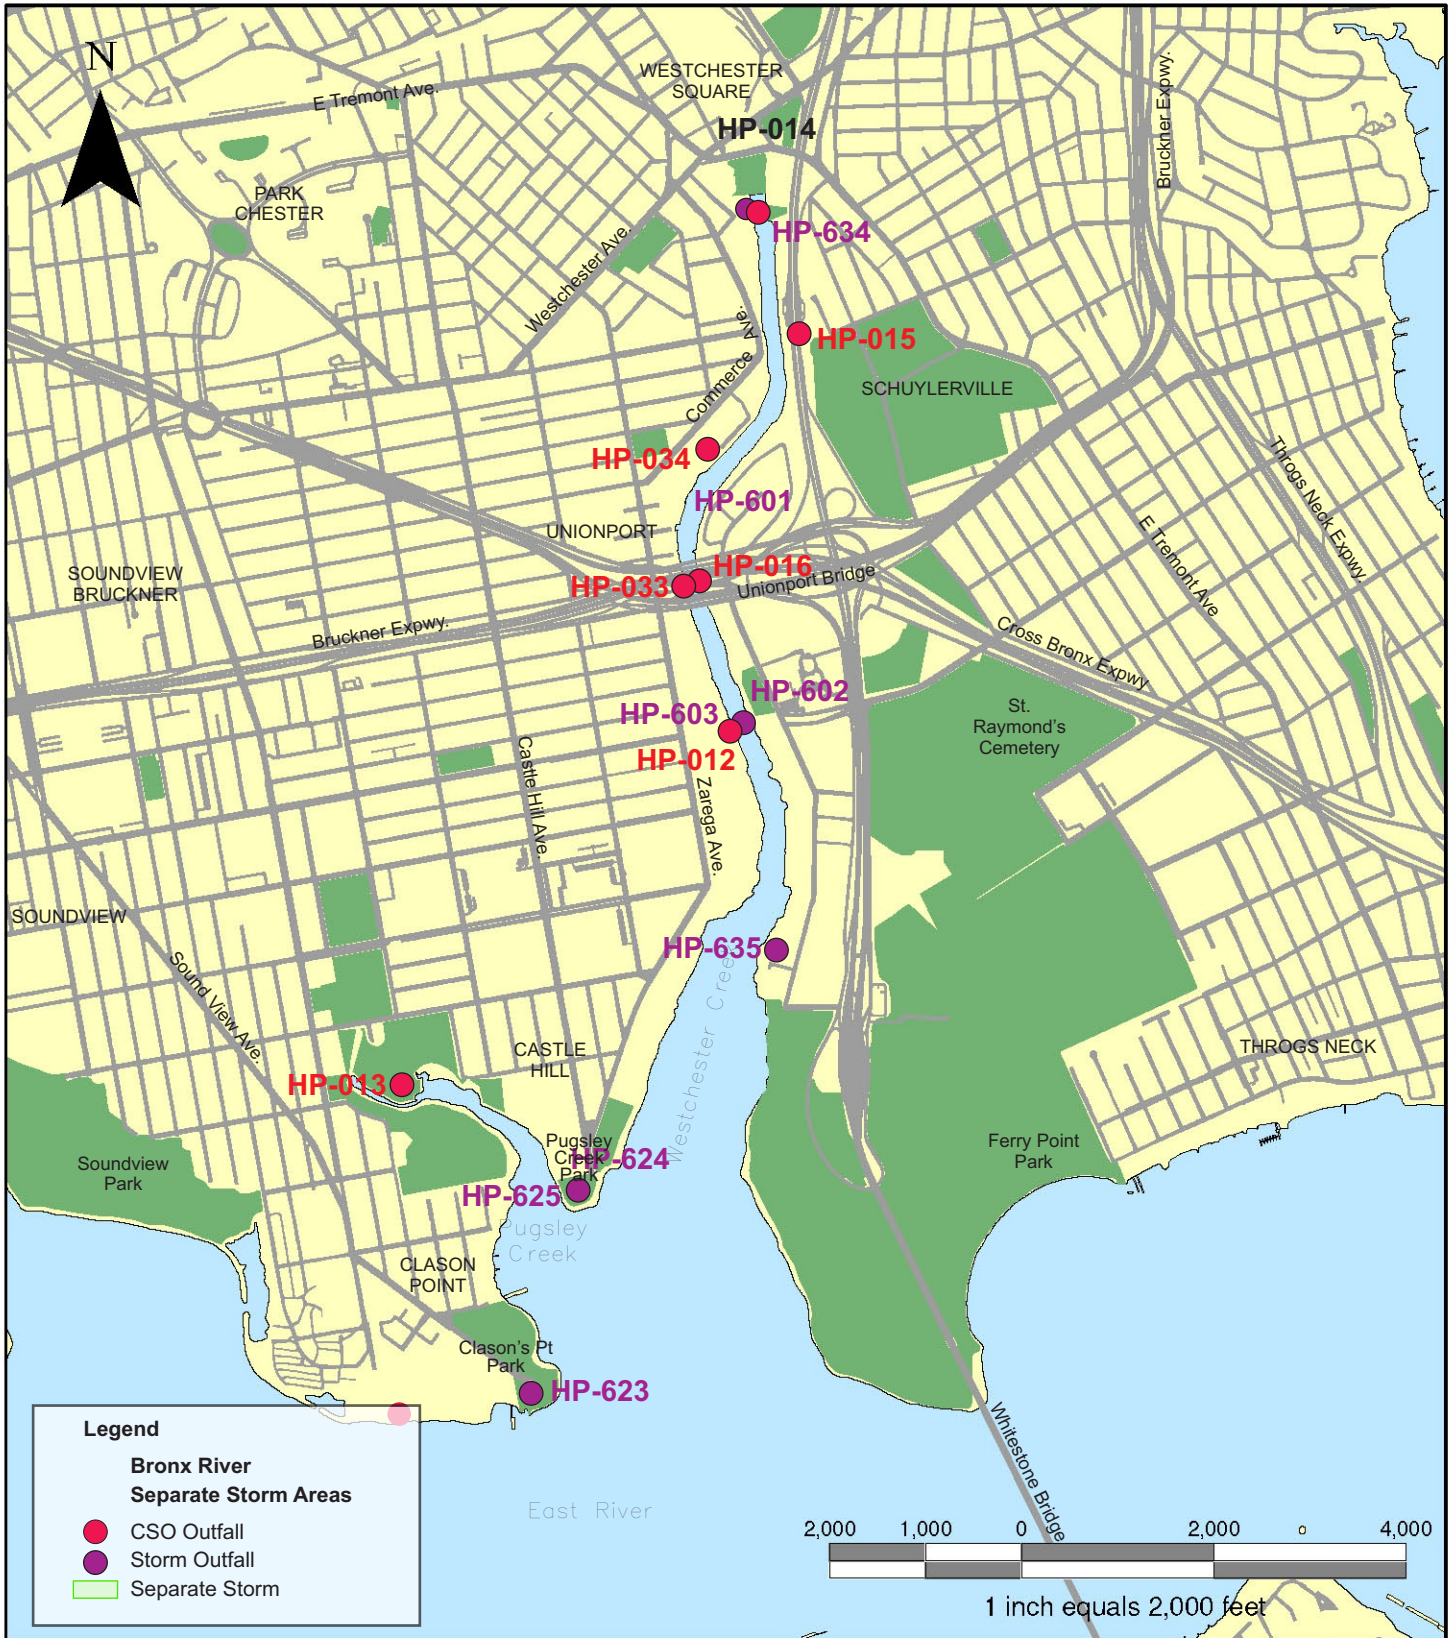 N
E Tremont Ave.
WESTCHESTER
SQUARE
HP-014
Bruckner Expwy.
PARK
CHESTER
HP-634
Westchester Ave.
HP-015
Commerce Ave.
SCHUYLERVILLE
HP-034
HP-601
Throgs Neck Expwy.
UNIONPORT
E Tremont Ave
SOUNDVIEW
BRUCKNER
HP-016
HP-033
Unionport Bridge
Bruckner Expwy.
Cross Bronx Expwy
HP-602
HP-603
St.
Raymond's
Cemetery
HP-012
Castle Hill Ave.
Zarega Ave.
SOUNDVIEW
HP-635
Sound View Ave.
Westchester Creek
CASTLE
HILL
THROGS NECK
HP-013
Soundview
Park
Pugsley
Creek
Park
HP-624
Ferry Point
Park
HP-625
Pugsley
Creek
CLASON
POINT
Clason's Pt
Park
HP-623
Whitestone Bridge
East River
Legend
Bronx River
Separate Storm Areas
CSO Outfall
Storm Outfall
Separate Storm
2,000 1,000 0 2,000 4,000
1 inch equals 2,000 feet